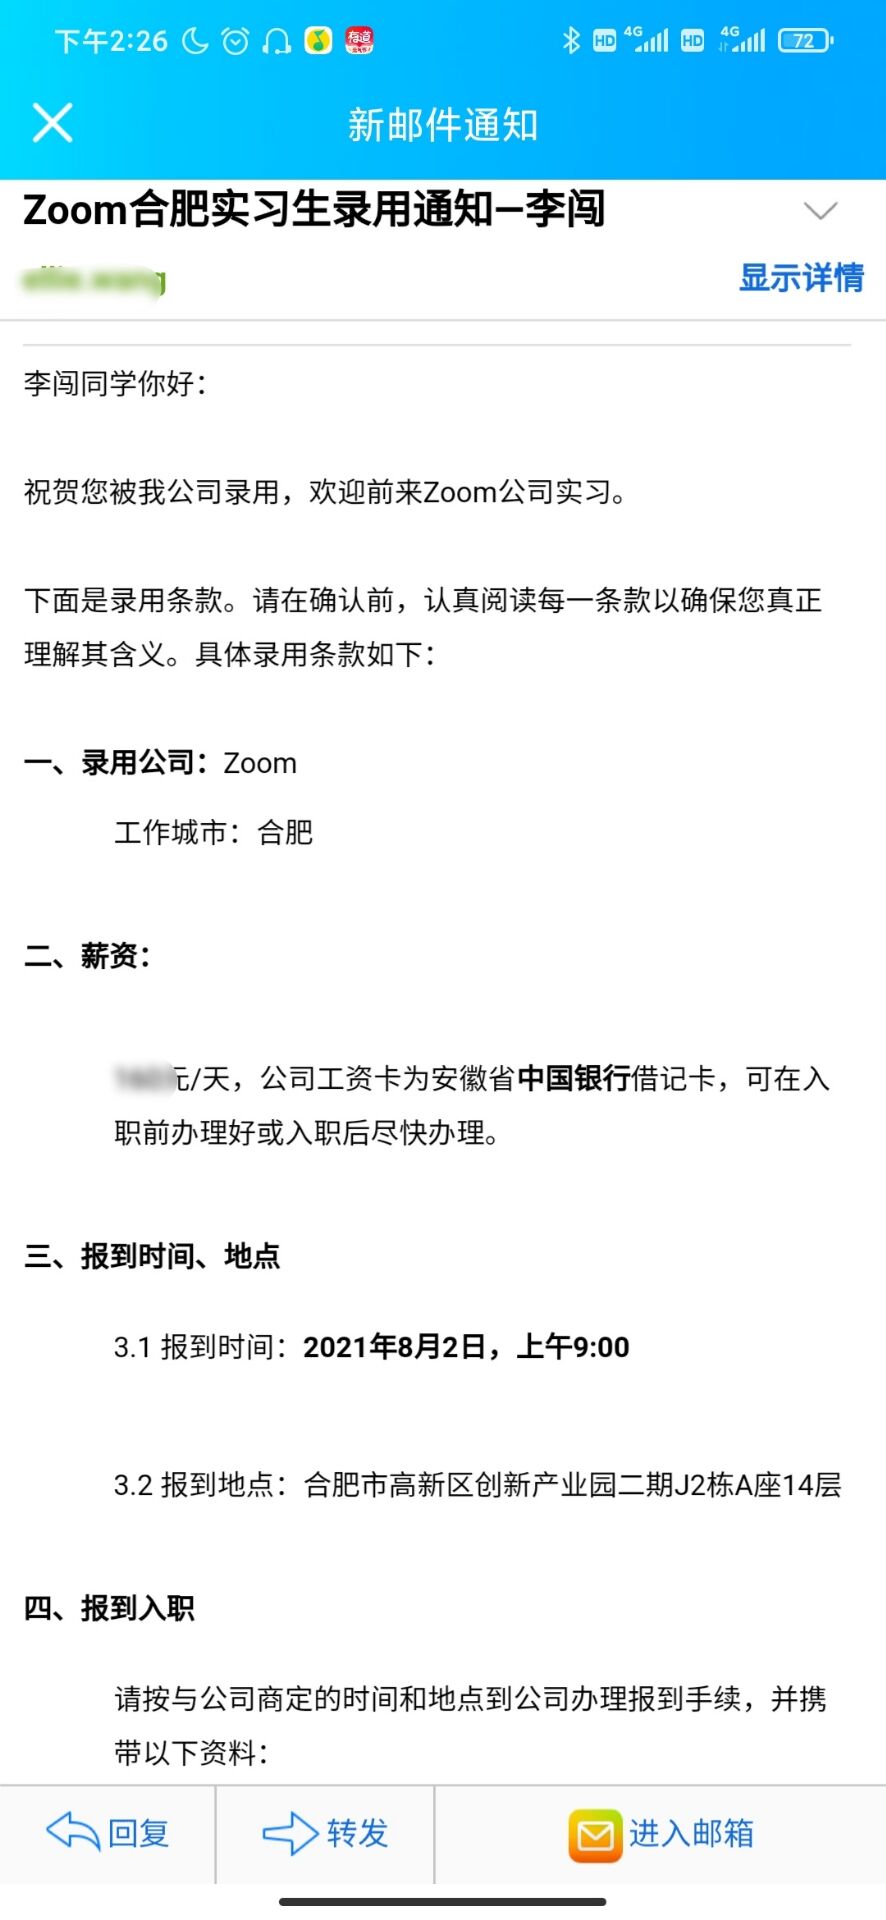 下午2:26 HD 4G HD 4G 72
新邮件通知
Zoom合肥实习生录用通知—李闯
显示详情
李闯同学你好：
祝贺您被我公司录用，欢迎前来Zoom公司实习。
下面是录用条款。请在确认前，认真阅读每一条款以确保您真正
理解其含义。具体录用条款如下：
一、录用公司：Zoom
工作城市：合肥
二、薪资：
元/天，公司工资卡为安徽省中国银行借记卡，可在入
职前办理好或入职后尽快办理。
三、报到时间、地点
3.1 报到时间：2021年8月2日，上午9:00
3.2 报到地点：合肥市高新区创新产业园二期J2栋A座14层
四、报到入职
请按与公司商定的时间和地点到公司办理报到手续，并携
带以下资料：
回复 转发 进入邮箱